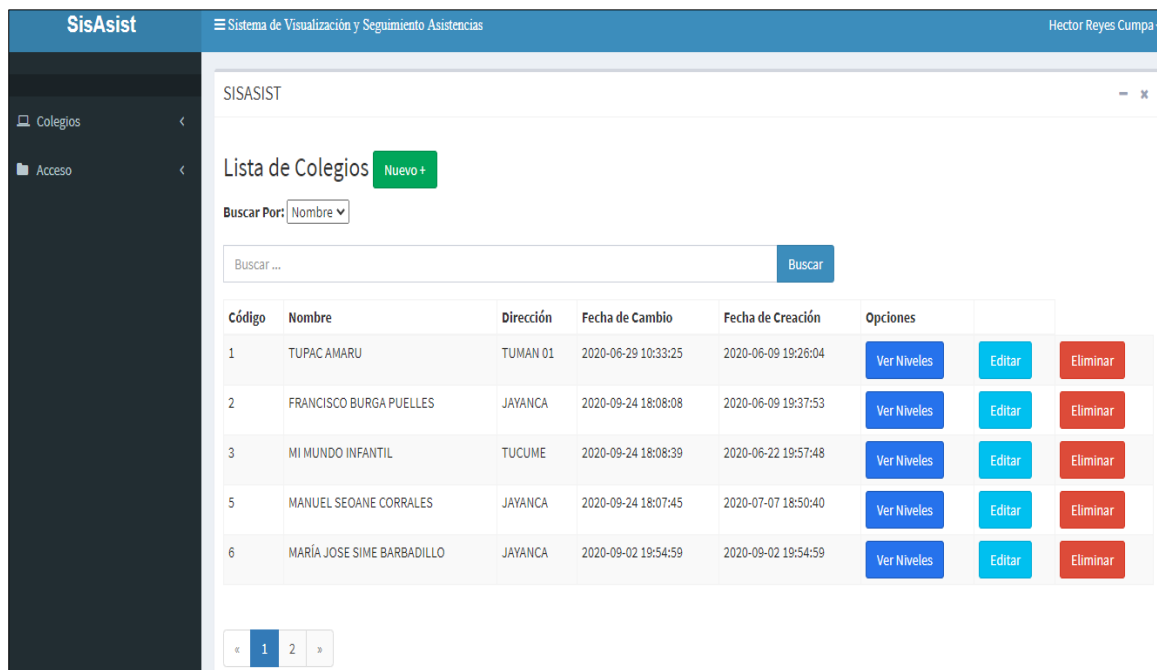 SisAsist
Sistema de Visualización y Seguimiento Asistencias
Hector Reyes Cumpa
Colegios
Acceso
SISASIST
Lista de Colegios Nuevo +
Buscar Por: Nombre
Buscar ... Buscar
Código Nombre Dirección Fecha de Cambio Fecha de Creación Opciones
1 TUPAC AMARU TUMAN 01 2020-06-29 10:33:25 2020-06-09 19:26:04 Ver Niveles Editar Eliminar
2 FRANCISCO BURGA PUELLES JAYANCA 2020-09-24 18:08:08 2020-06-09 19:37:53 Ver Niveles Editar Eliminar
3 MI MUNDO INFANTIL TUCUME 2020-09-24 18:08:39 2020-06-22 19:57:48 Ver Niveles Editar Eliminar
5 MANUEL SEOANE CORRALES JAYANCA 2020-09-24 18:07:45 2020-07-07 18:50:40 Ver Niveles Editar Eliminar
6 MARÍA JOSE SIME BARBADILLO JAYANCA 2020-09-02 19:54:59 2020-09-02 19:54:59 Ver Niveles Editar Eliminar
« 1 2 »